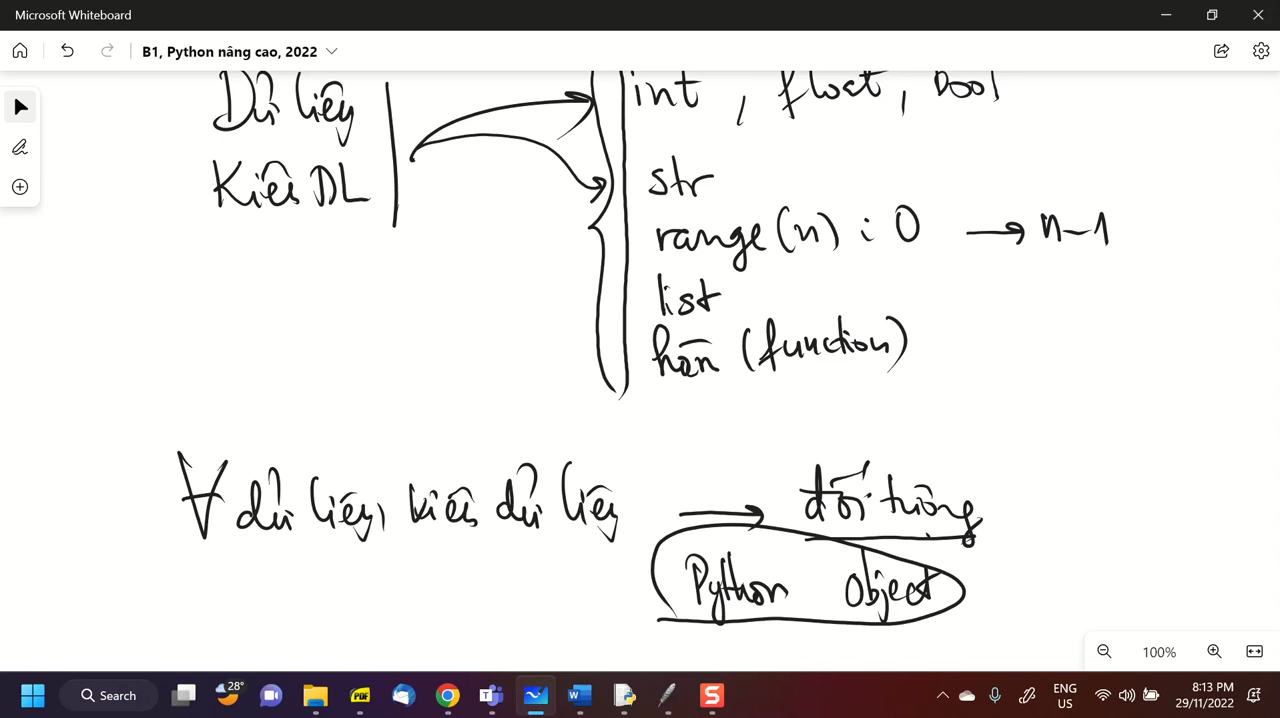 Microsoft Whiteboard
B1, Python nâng cao, 2022
Dữ liệu
Kiểu DL
int , float , bool
str
range(n) : 0 → n-1
list
hàm (function)
∀ dữ liệu, kiểu dữ liệu → đối tượng
Python Object
100%
Search
28°
ENG
US
8:13 PM
29/11/2022